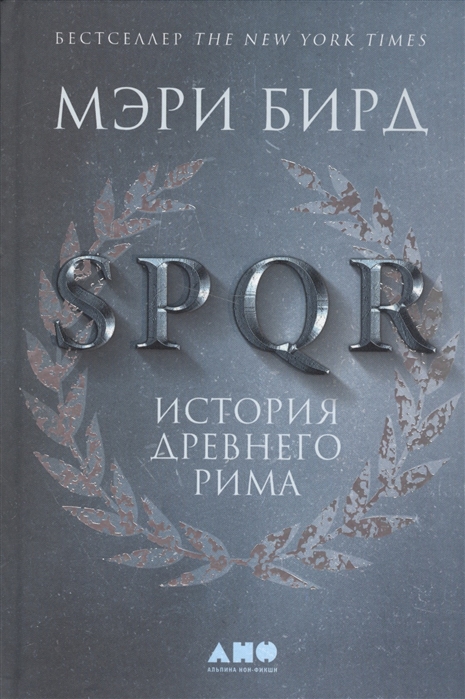 БЕСТСЕЛЛЕР THE NEW YORK TIMES
МЭРИ БИРД
SPQR
ИСТОРИЯ
ДРЕВНЕГО
РИМА
АНФ
АЛЬПИНА НОН-ФИКШН